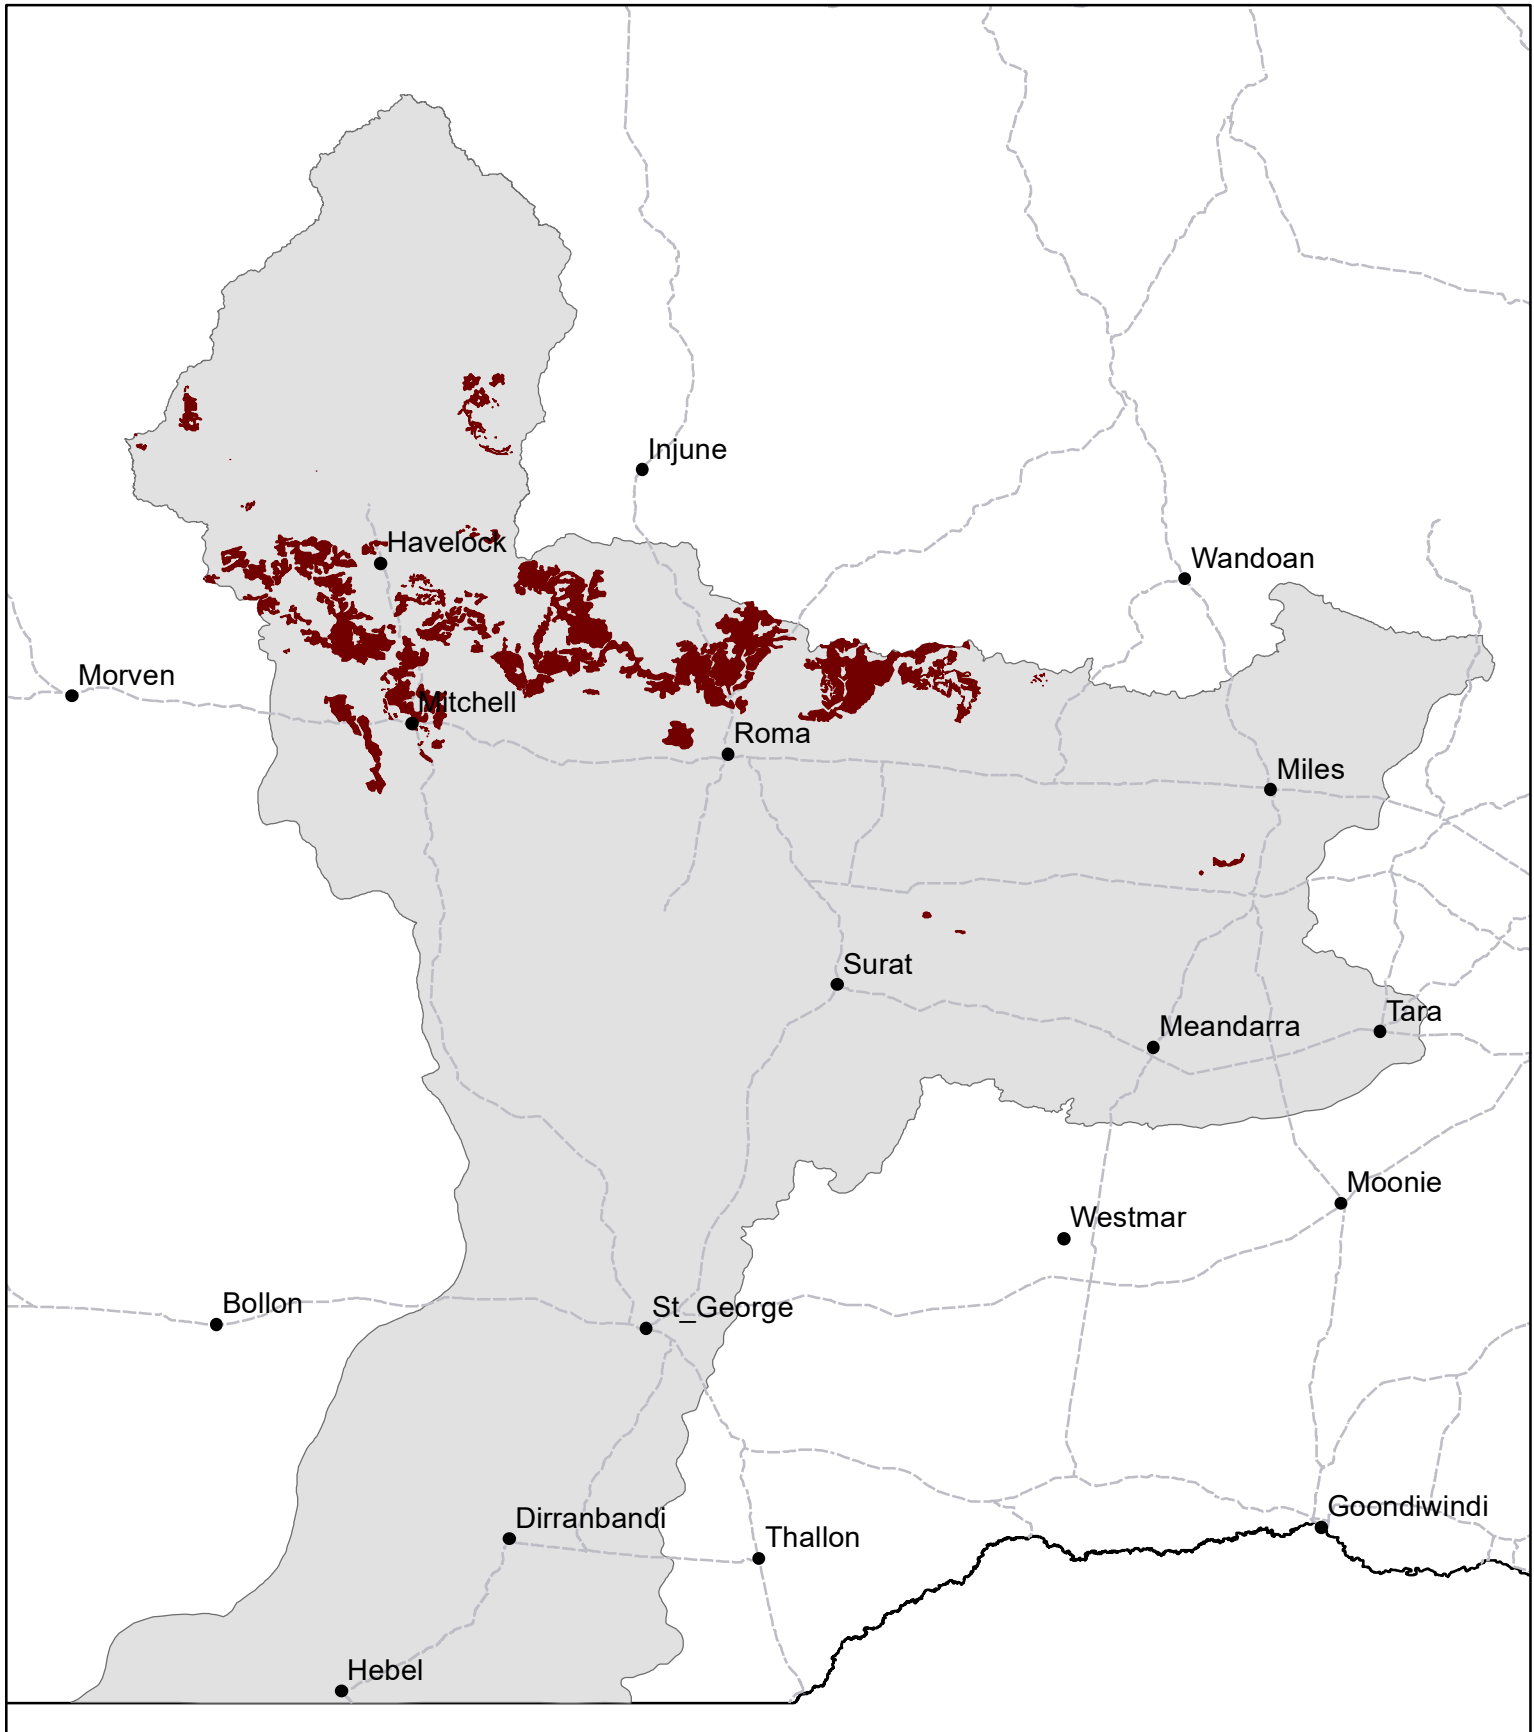 Injune
Havelock
Wandoan
Morven
Mitchell
Roma
Miles
Surat
Tara
Meandarra
Moonie
Westmar
Bollon
St_George
Goondiwindi
Dirranbandi
Thallon
Hebel